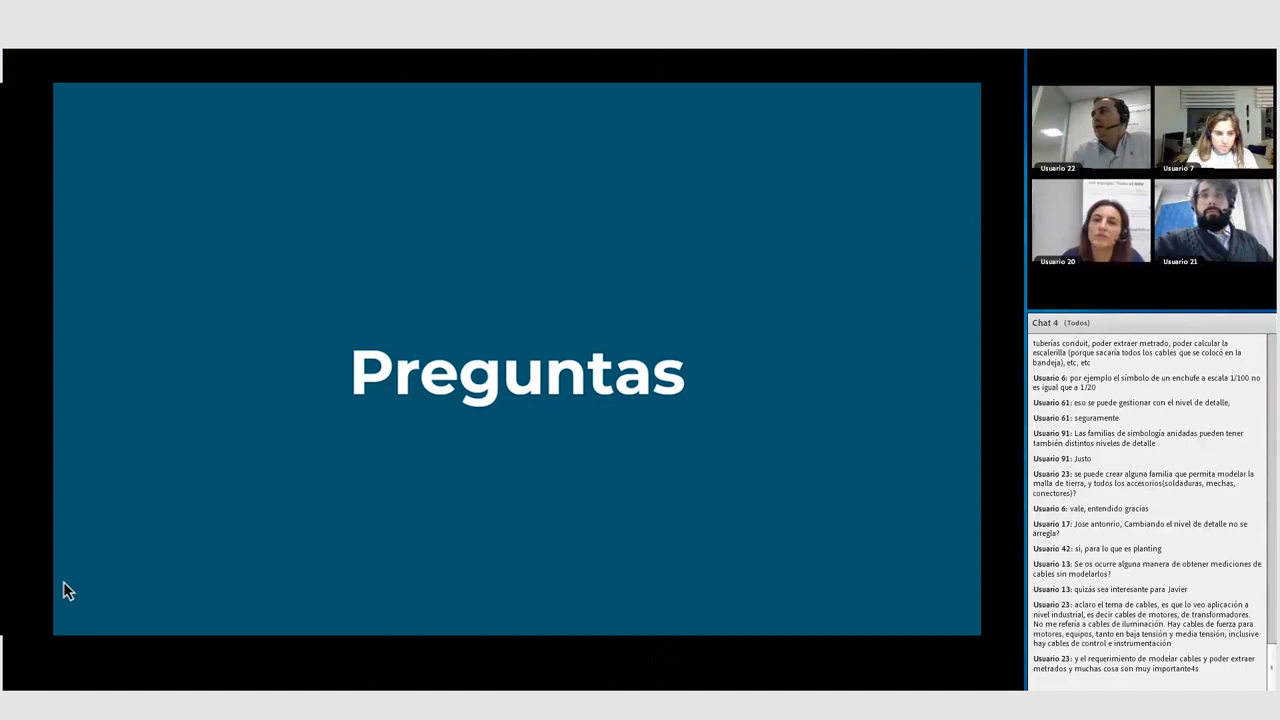 Preguntas
Usuario 22
Usuario 7
Usuario 20
Usuario 21
Chat 4 (Todos)
tuberías conduit, poder extraer metrado, poder calcular la
escalerilla (porque sacaría todos los cables que se colocó en la
bandeja), etc, etc
Usuario 6: por ejemplo el símbolo de un enchufe a escala 1/100 no
es igual que a 1/20
Usuario 61: eso se puede gestionar con el nivel de detalle,
Usuario 61: seguramente
Usuario 91: Las familias de simbología anidadas pueden tener
también distintos niveles de detalle
Usuario 91: Justo
Usuario 23: se puede crear alguna familia que permita modelar la
malla de tierra, y todos los accesorios(soldaduras, mechas,
conectores)?
Usuario 6: vale, entendido gracias
Usuario 17: Jose antonrio, Cambiando el nivel de detalle no se
arregla?
Usuario 42: si, para lo que es planting
Usuario 13: Se os ocurre alguna manera de obtener mediciones de
cables sin modelarlos?
Usuario 13: quizás sea interesante para Javier
Usuario 23: aclaro el tema de cables, es que lo veo aplicación a
nivel industrial, es decir cables de motores, de transformadores.
No me refería a cables de iluminación. Hay cables de fuerza para
motores, equipos, tanto en baja tensión y media tensión, inclusive
hay cables de control e instrumentación
Usuario 23: y el requerimiento de modelar cables y poder extraer
metrados y muchas cosa son muy importante4s